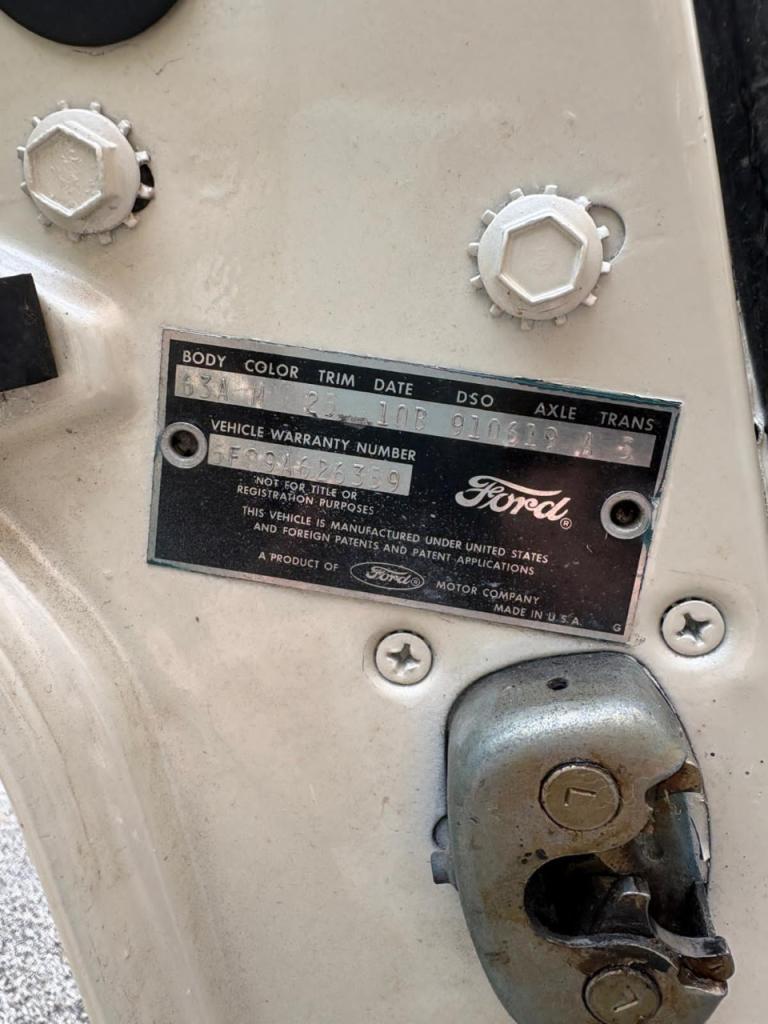 BODY COLOR TRIM DATE DSO AXLE TRANS
63A M 10B 910619 A 5
VEHICLE WARRANTY NUMBER
NOT FOR TITLE OR
REGISTRATION PURPOSES
Ford®
THIS VEHICLE IS MANUFACTURED UNDER UNITED STATES
AND FOREIGN PATENTS AND PATENT APPLICATIONS
A PRODUCT OF Ford® MOTOR COMPANY
MADE IN U.S.A. G
L
L